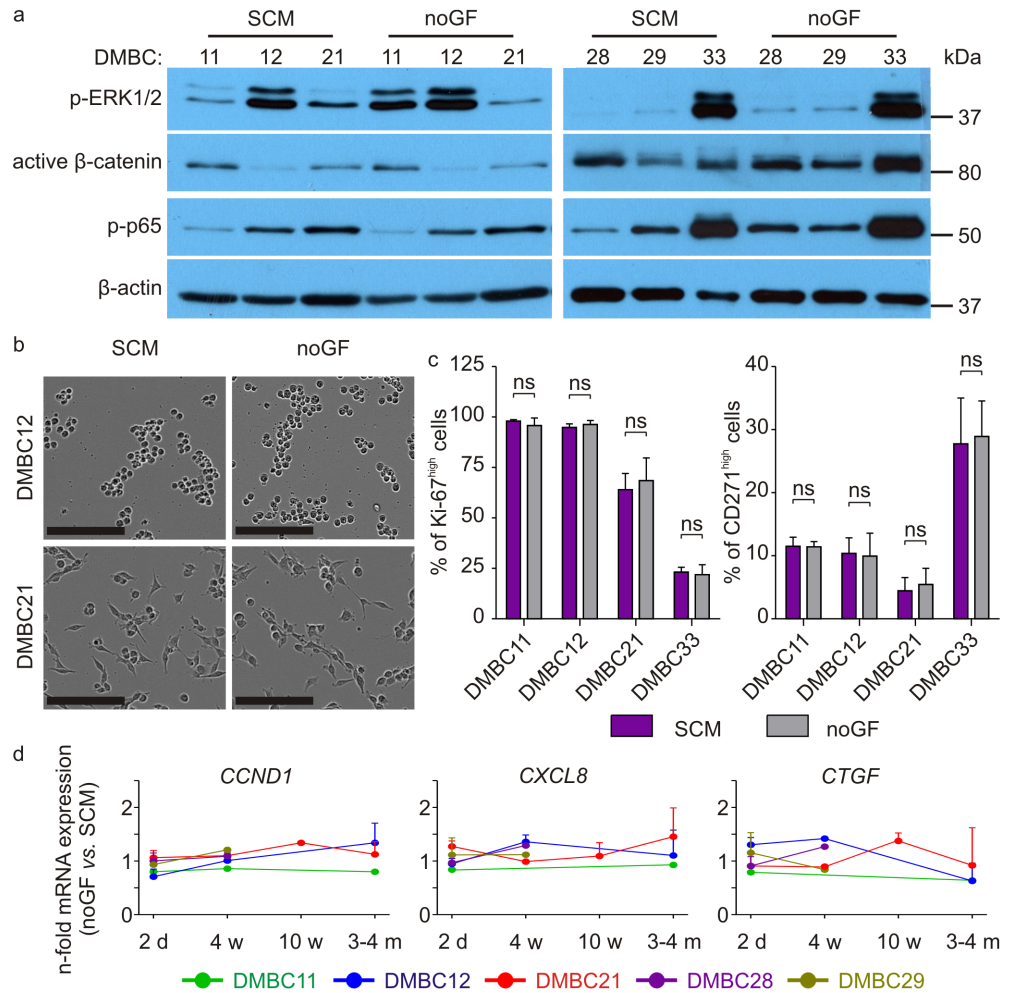 a
SCM noGF SCM noGF
DMBC: 11 12 21 11 12 21 28 29 33 28 29 33 kDa
p-ERK1/2
37
active β-catenin
80
p-p65
50
β-actin
37
b
SCM noGF
DMBC12
DMBC21
c
% of Ki-67high cells
125
100
75
50
25
0
ns ns ns ns
DMBC11 DMBC12 DMBC21 DMBC33
% of CD271high cells
40
30
20
10
0
ns ns ns ns
DMBC11 DMBC12 DMBC21 DMBC33
SCM noGF
d
n-fold mRNA expression
(noGF vs. SCM)
CCND1
2
1
0
2 d 4 w 10 w 3-4 m
CXCL8
2
1
0
2 d 4 w 10 w 3-4 m
CTGF
2
1
0
2 d 4 w 10 w 3-4 m
DMBC11 DMBC12 DMBC21 DMBC28 DMBC29